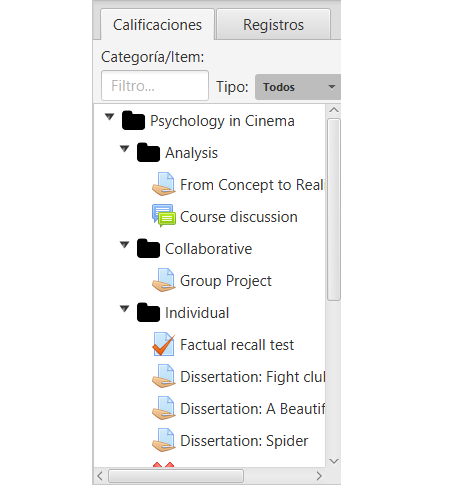 Calificaciones Registros
Categoría/Item:
Filtro... Tipo: Todos
Psychology in Cinema
Analysis
From Concept to Real
Course discussion
Collaborative
Group Project
Individual
Factual recall test
Dissertation: Fight clu
Dissertation: A Beautif
Dissertation: Spider